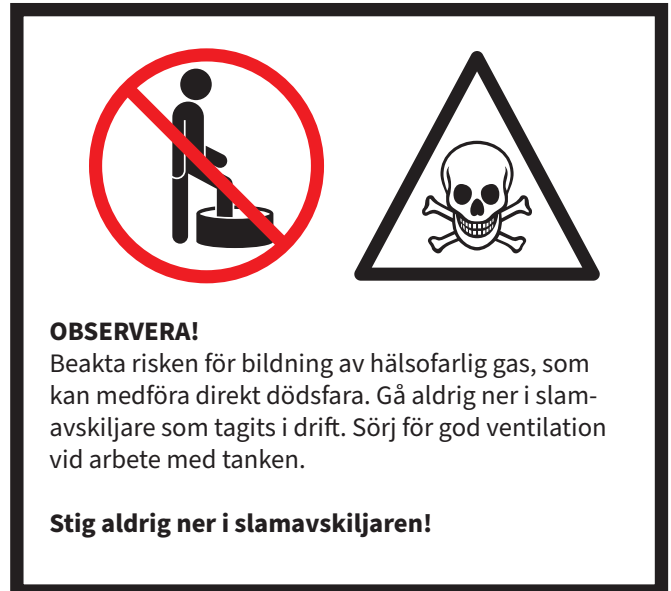 OBSERVERA!
Beakta risken för bildning av hälsofarlig gas, som
kan medföra direkt dödsfara. Gå aldrig ner i slam-
avskiljare som tagits i drift. Sörj för god ventilation
vid arbete med tanken.
Stig aldrig ner i slamavskiljaren!